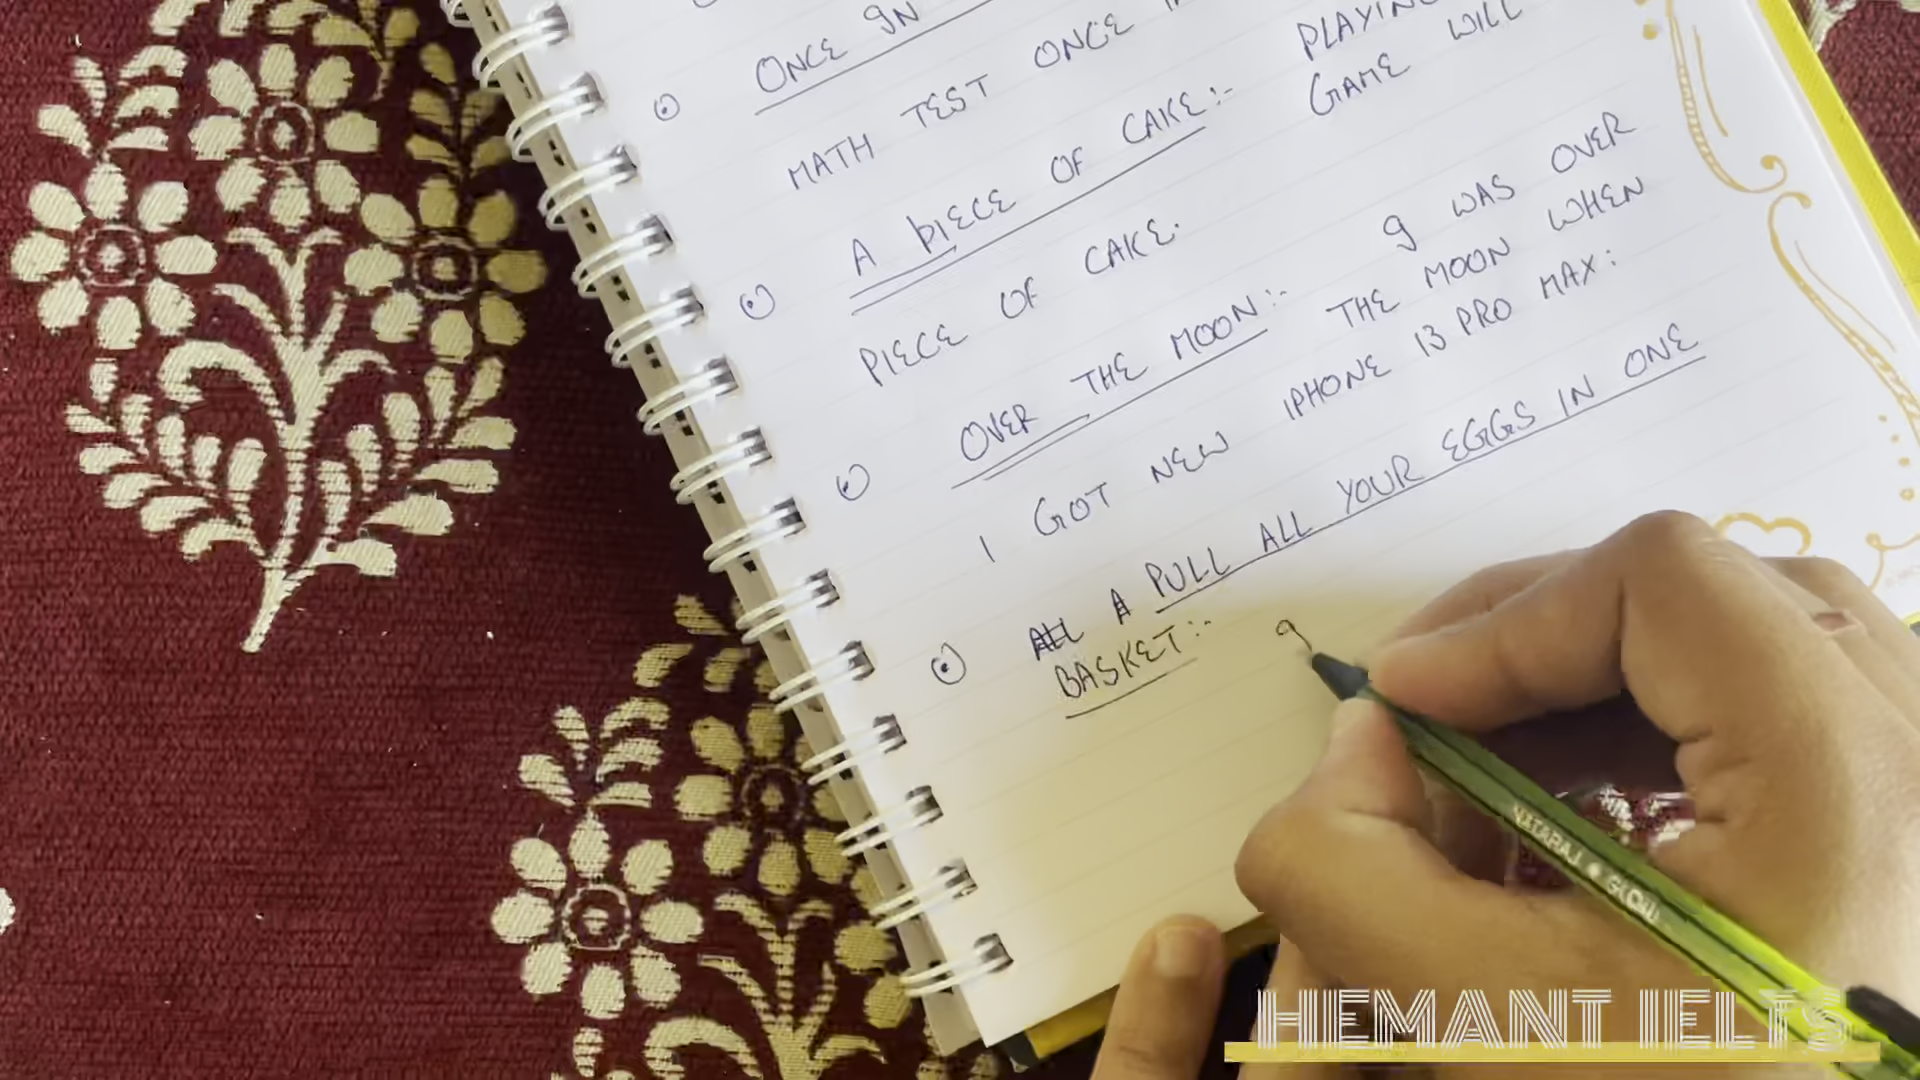 ONCE IN
MATH TEST ONCE
A PIECE OF CAKE:- PLAYING
GAME WILL
PIECE OF CAKE.
OVER THE MOON:- I WAS OVER
THE MOON WHEN
I GOT NEW IPHONE 13 PRO MAX:
A PULL ALL YOUR EGGS IN ONE
BASKET:- I
NATARAJ
HEMANT IELTS